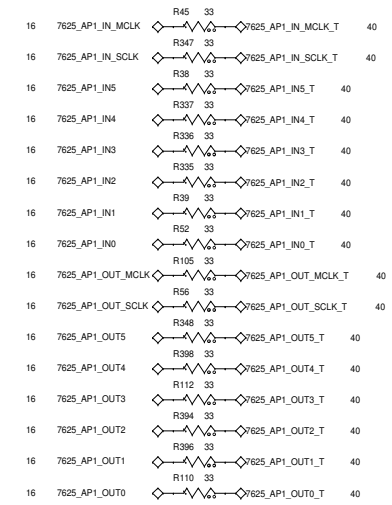 R45 33
16 7625_AP1_IN_MCLK 7625_AP1_IN_MCLK_T 40
R347 33
16 7625_AP1_IN_SCLK 7625_AP1_IN_SCLK_T 40
R38 33
16 7625_AP1_IN5 7625_AP1_IN5_T 40
R337 33
16 7625_AP1_IN4 7625_AP1_IN4_T 40
R336 33
16 7625_AP1_IN3 7625_AP1_IN3_T 40
R335 33
16 7625_AP1_IN2 7625_AP1_IN2_T 40
R39 33
16 7625_AP1_IN1 7625_AP1_IN1_T 40
R52 33
16 7625_AP1_IN0 7625_AP1_IN0_T 40
R105 33
16 7625_AP1_OUT_MCLK 7625_AP1_OUT_MCLK_T 40
R56 33
16 7625_AP1_OUT_SCLK 7625_AP1_OUT_SCLK_T 40
R348 33
16 7625_AP1_OUT5 7625_AP1_OUT5_T 40
R398 33
16 7625_AP1_OUT4 7625_AP1_OUT4_T 40
R112 33
16 7625_AP1_OUT3 7625_AP1_OUT3_T 40
R394 33
16 7625_AP1_OUT2 7625_AP1_OUT2_T 40
R396 33
16 7625_AP1_OUT1 7625_AP1_OUT1_T 40
R110 33
16 7625_AP1_OUT0 7625_AP1_OUT0_T 40